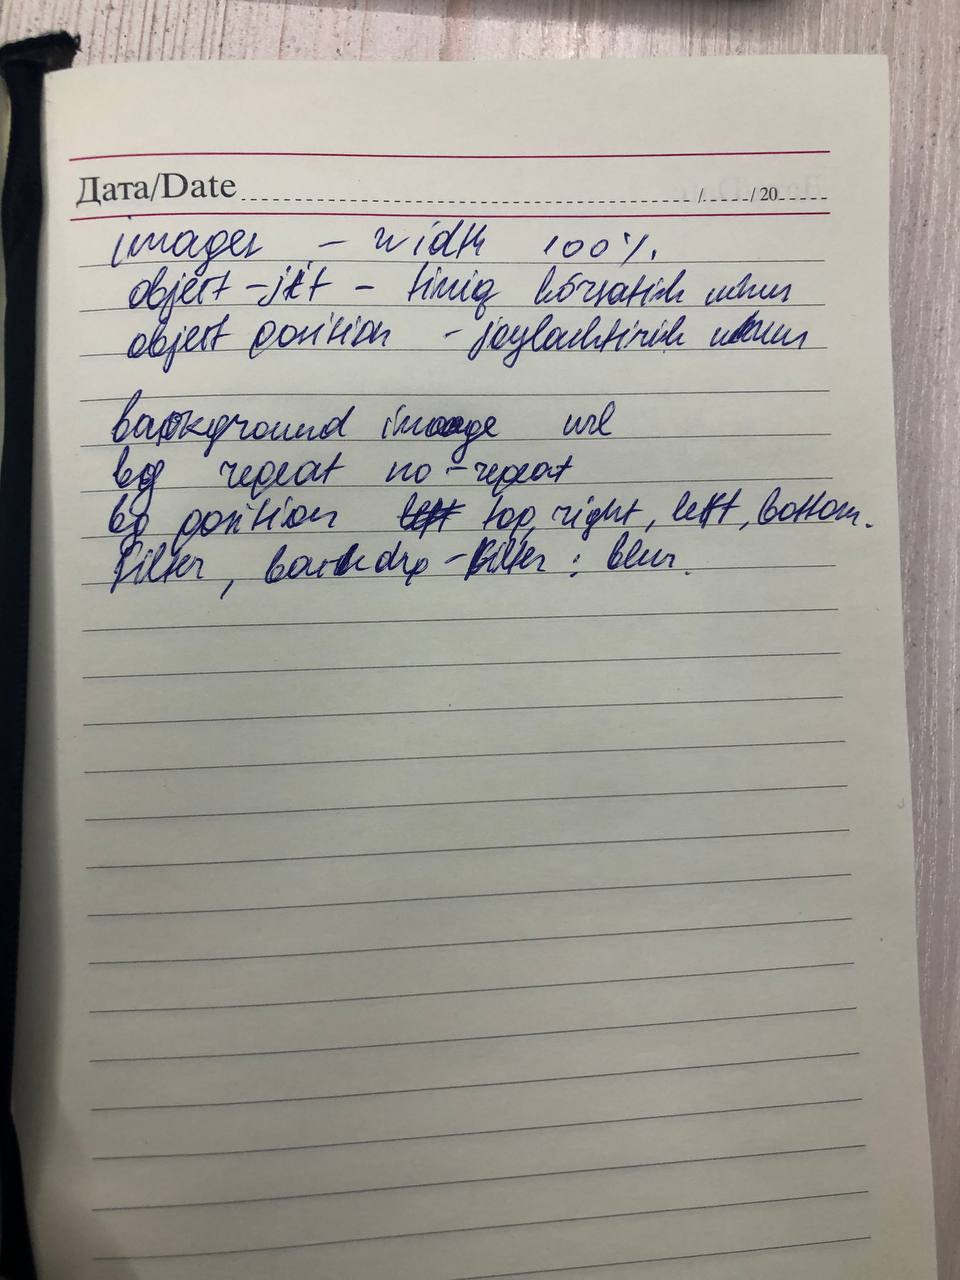 Дата/Date / / 20
images - width 100%.
object-fit - tiniq ko'rsatish uchun
object position - joylashtirish uchun
background image url
bg repeat no-repeat
bg position left top, right, left, bottom.
filter, backdrop-filter: blur.